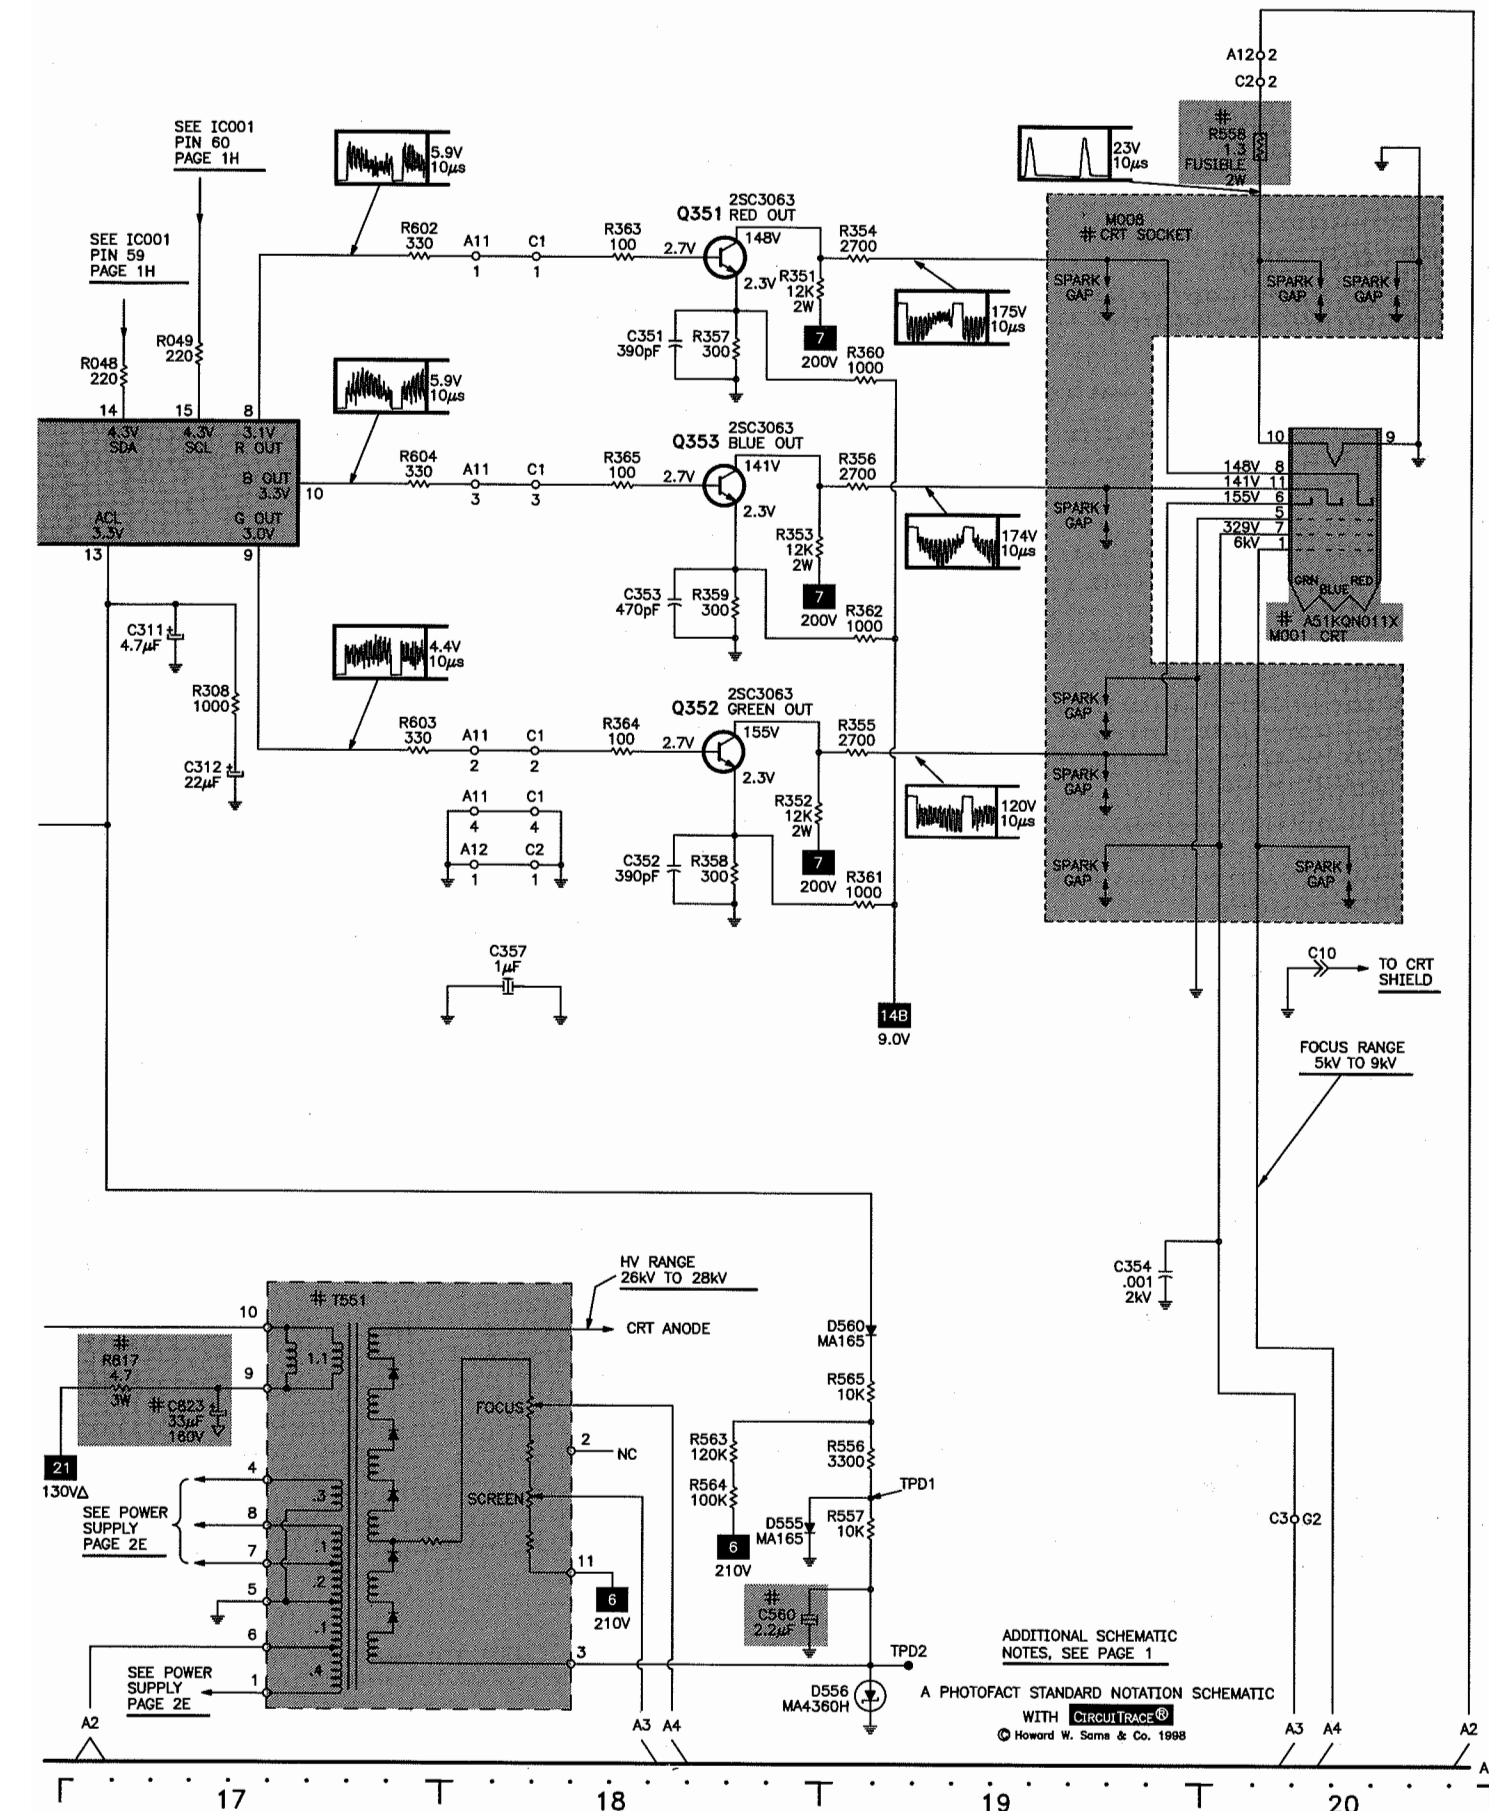 A12 2
C2 2
#
R558
1.3
FUSIBLE
2W
SEE IC001
PIN 60
PAGE 1H
5.9V
10µs
23V
10µs
SEE IC001
PIN 59
PAGE 1H
R602
330
A11
1
C1
1
R363
100
2.7V
Q351
2SC3063
RED OUT
148V
2.3V
R354
2700
R351
12K
2W
7
200V
M008
# CRT SOCKET
SPARK
GAP
SPARK
GAP
SPARK
GAP
175V
10µs
C351
390pF
R357
300
R360
1000
R049
220
R048
220
14
15
8
4.3V
SDA
4.3V
SCL
3.1V
R OUT
B OUT
3.3V
10
ACL
3.3V
G OUT
3.0V
13
9
5.9V
10µs
R604
330
A11
3
C1
3
R365
100
2.7V
Q353
2SC3063
BLUE OUT
141V
2.3V
R356
2700
R353
12K
2W
7
200V
SPARK
GAP
174V
10µs
C353
470pF
R359
300
R362
1000
10
9
148V 8
141V 11
155V 6
5
329V 7
6kV 1
GRN
BLUE
RED
# A51KQN011X
M001 CRT
C311
4.7µF
+
R308
1000
C312
22µF
+
4.4V
10µs
R603
330
A11
2
C1
2
R364
100
2.7V
Q352
2SC3063
GREEN OUT
155V
2.3V
R355
2700
R352
12K
2W
7
200V
SPARK
GAP
SPARK
GAP
120V
10µs
A11
4
C1
4
A12
1
C2
1
C352
390pF
R358
300
R361
1000
SPARK
GAP
SPARK
GAP
C357
1µF
14B
9.0V
C10
TO CRT
SHIELD
FOCUS RANGE
5kV TO 9kV
C354
.001
2kV
HV RANGE
26kV TO 28kV
# T551
10
CRT ANODE
#
R817
4.7
3W
# C823
33µF
160V
+
9
1.1
21
130V△
FOCUS
2
NC
SCREEN
4
.3
SEE POWER
SUPPLY
PAGE 2E
8
.1
7
.2
5
.1
6
.4
1
11
6
210V
3
SEE POWER
SUPPLY
PAGE 2E
D560
MA165
R565
10K
R563
120K
R556
3300
R564
100K
TPD1
D555
MA165
R557
10K
6
210V
#
C560
2.2µF
TPD2
D556
MA4360H
C3 G2
ADDITIONAL SCHEMATIC
NOTES, SEE PAGE 1
A PHOTOFACT STANDARD NOTATION SCHEMATIC
WITH CIRCUITRACE®
© Howard W. Sams & Co. 1998
A2
A3 A4
A3 A4
A2
A
17
18
19
20